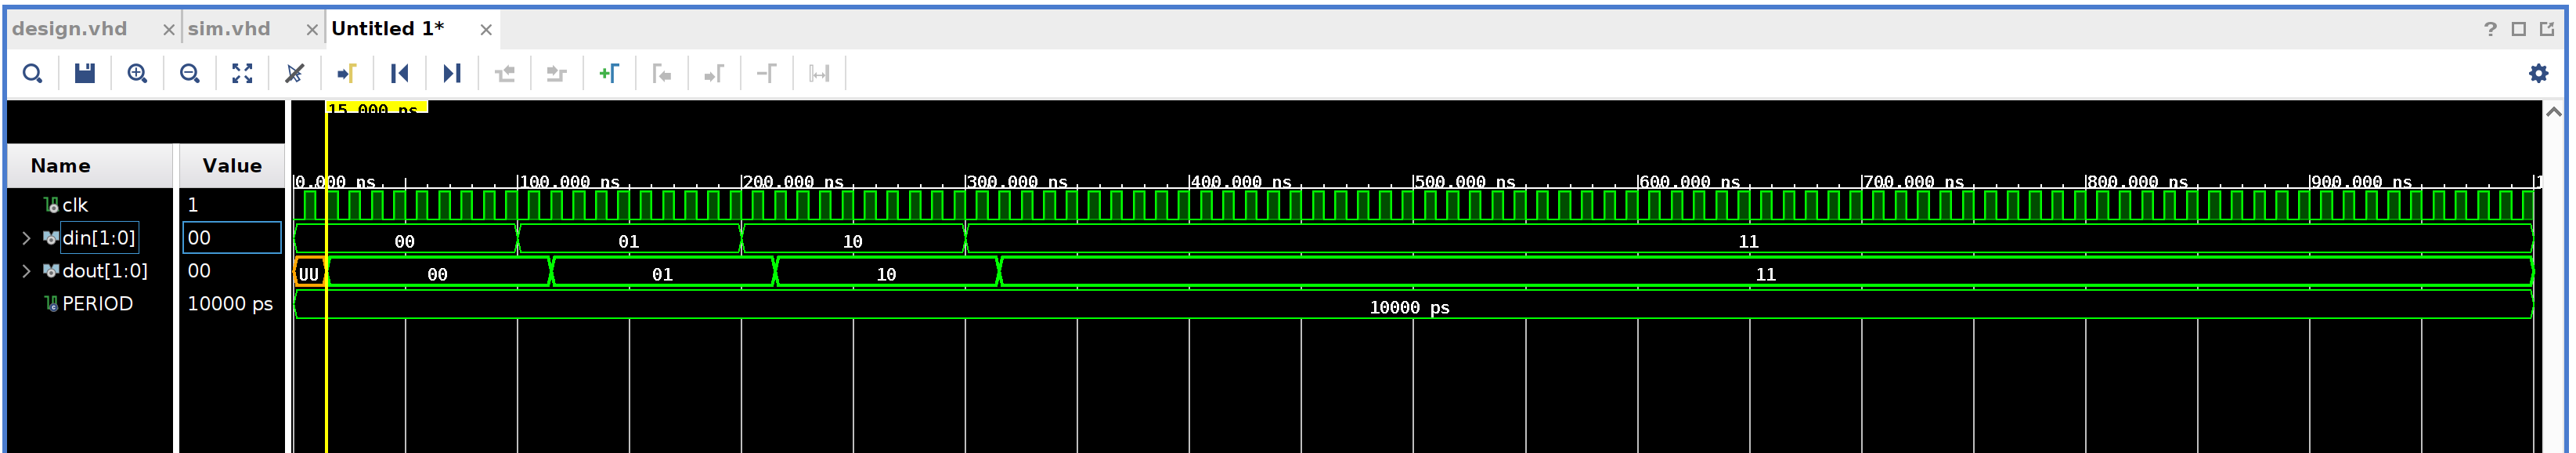 design.vhd × sim.vhd × Untitled 1* × ?
15.000 ns
Name Value
0.000 ns 100.000 ns 200.000 ns 300.000 ns 400.000 ns 500.000 ns 600.000 ns 700.000 ns 800.000 ns 900.000 ns 1
clk 1
din[1:0] 00 00 01 10 11
dout[1:0] 00 UU 00 01 10 11
PERIOD 10000 ps 10000 ps